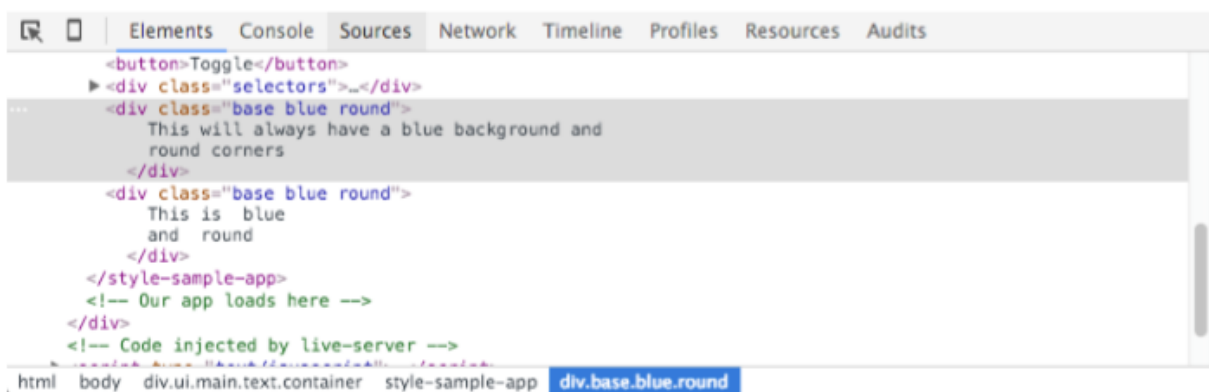 Elements Console Sources Network Timeline Profiles Resources Audits
<button>Toggle</button>
▶<div class="selectors">…</div>
... <div class="base blue round">
This will always have a blue background and
round corners
</div>
<div class="base blue round">
This is  blue
and  round
</div>
</style-sample-app>
<!-- Our app loads here -->
</div>
<!-- Code injected by live-server -->
html body div.ui.main.text.container style-sample-app div.base.blue.round